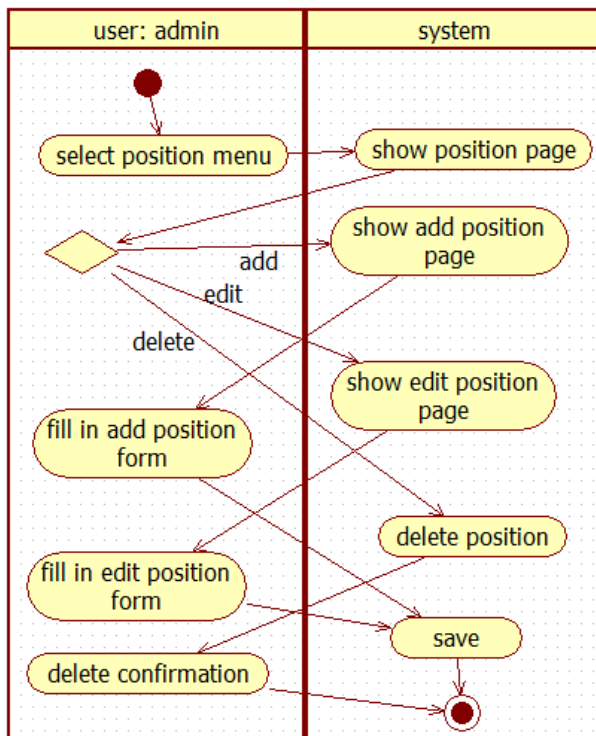 user: admin
system
select position menu
show position page
show add position
page
add
edit
delete
show edit position
page
fill in add position
form
delete position
fill in edit position
form
save
delete confirmation